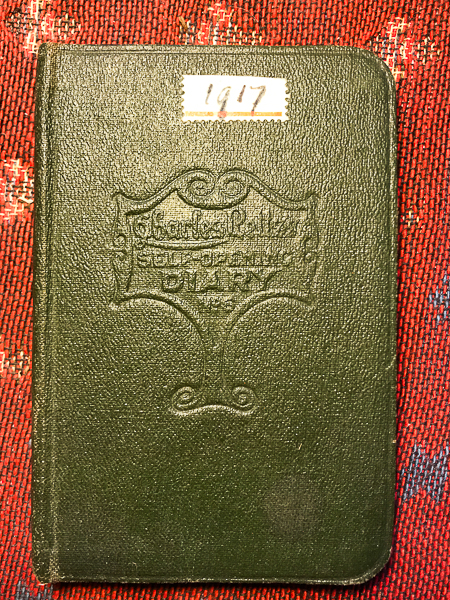 1917
Charles Letts's
SELF-OPENING
DIARY